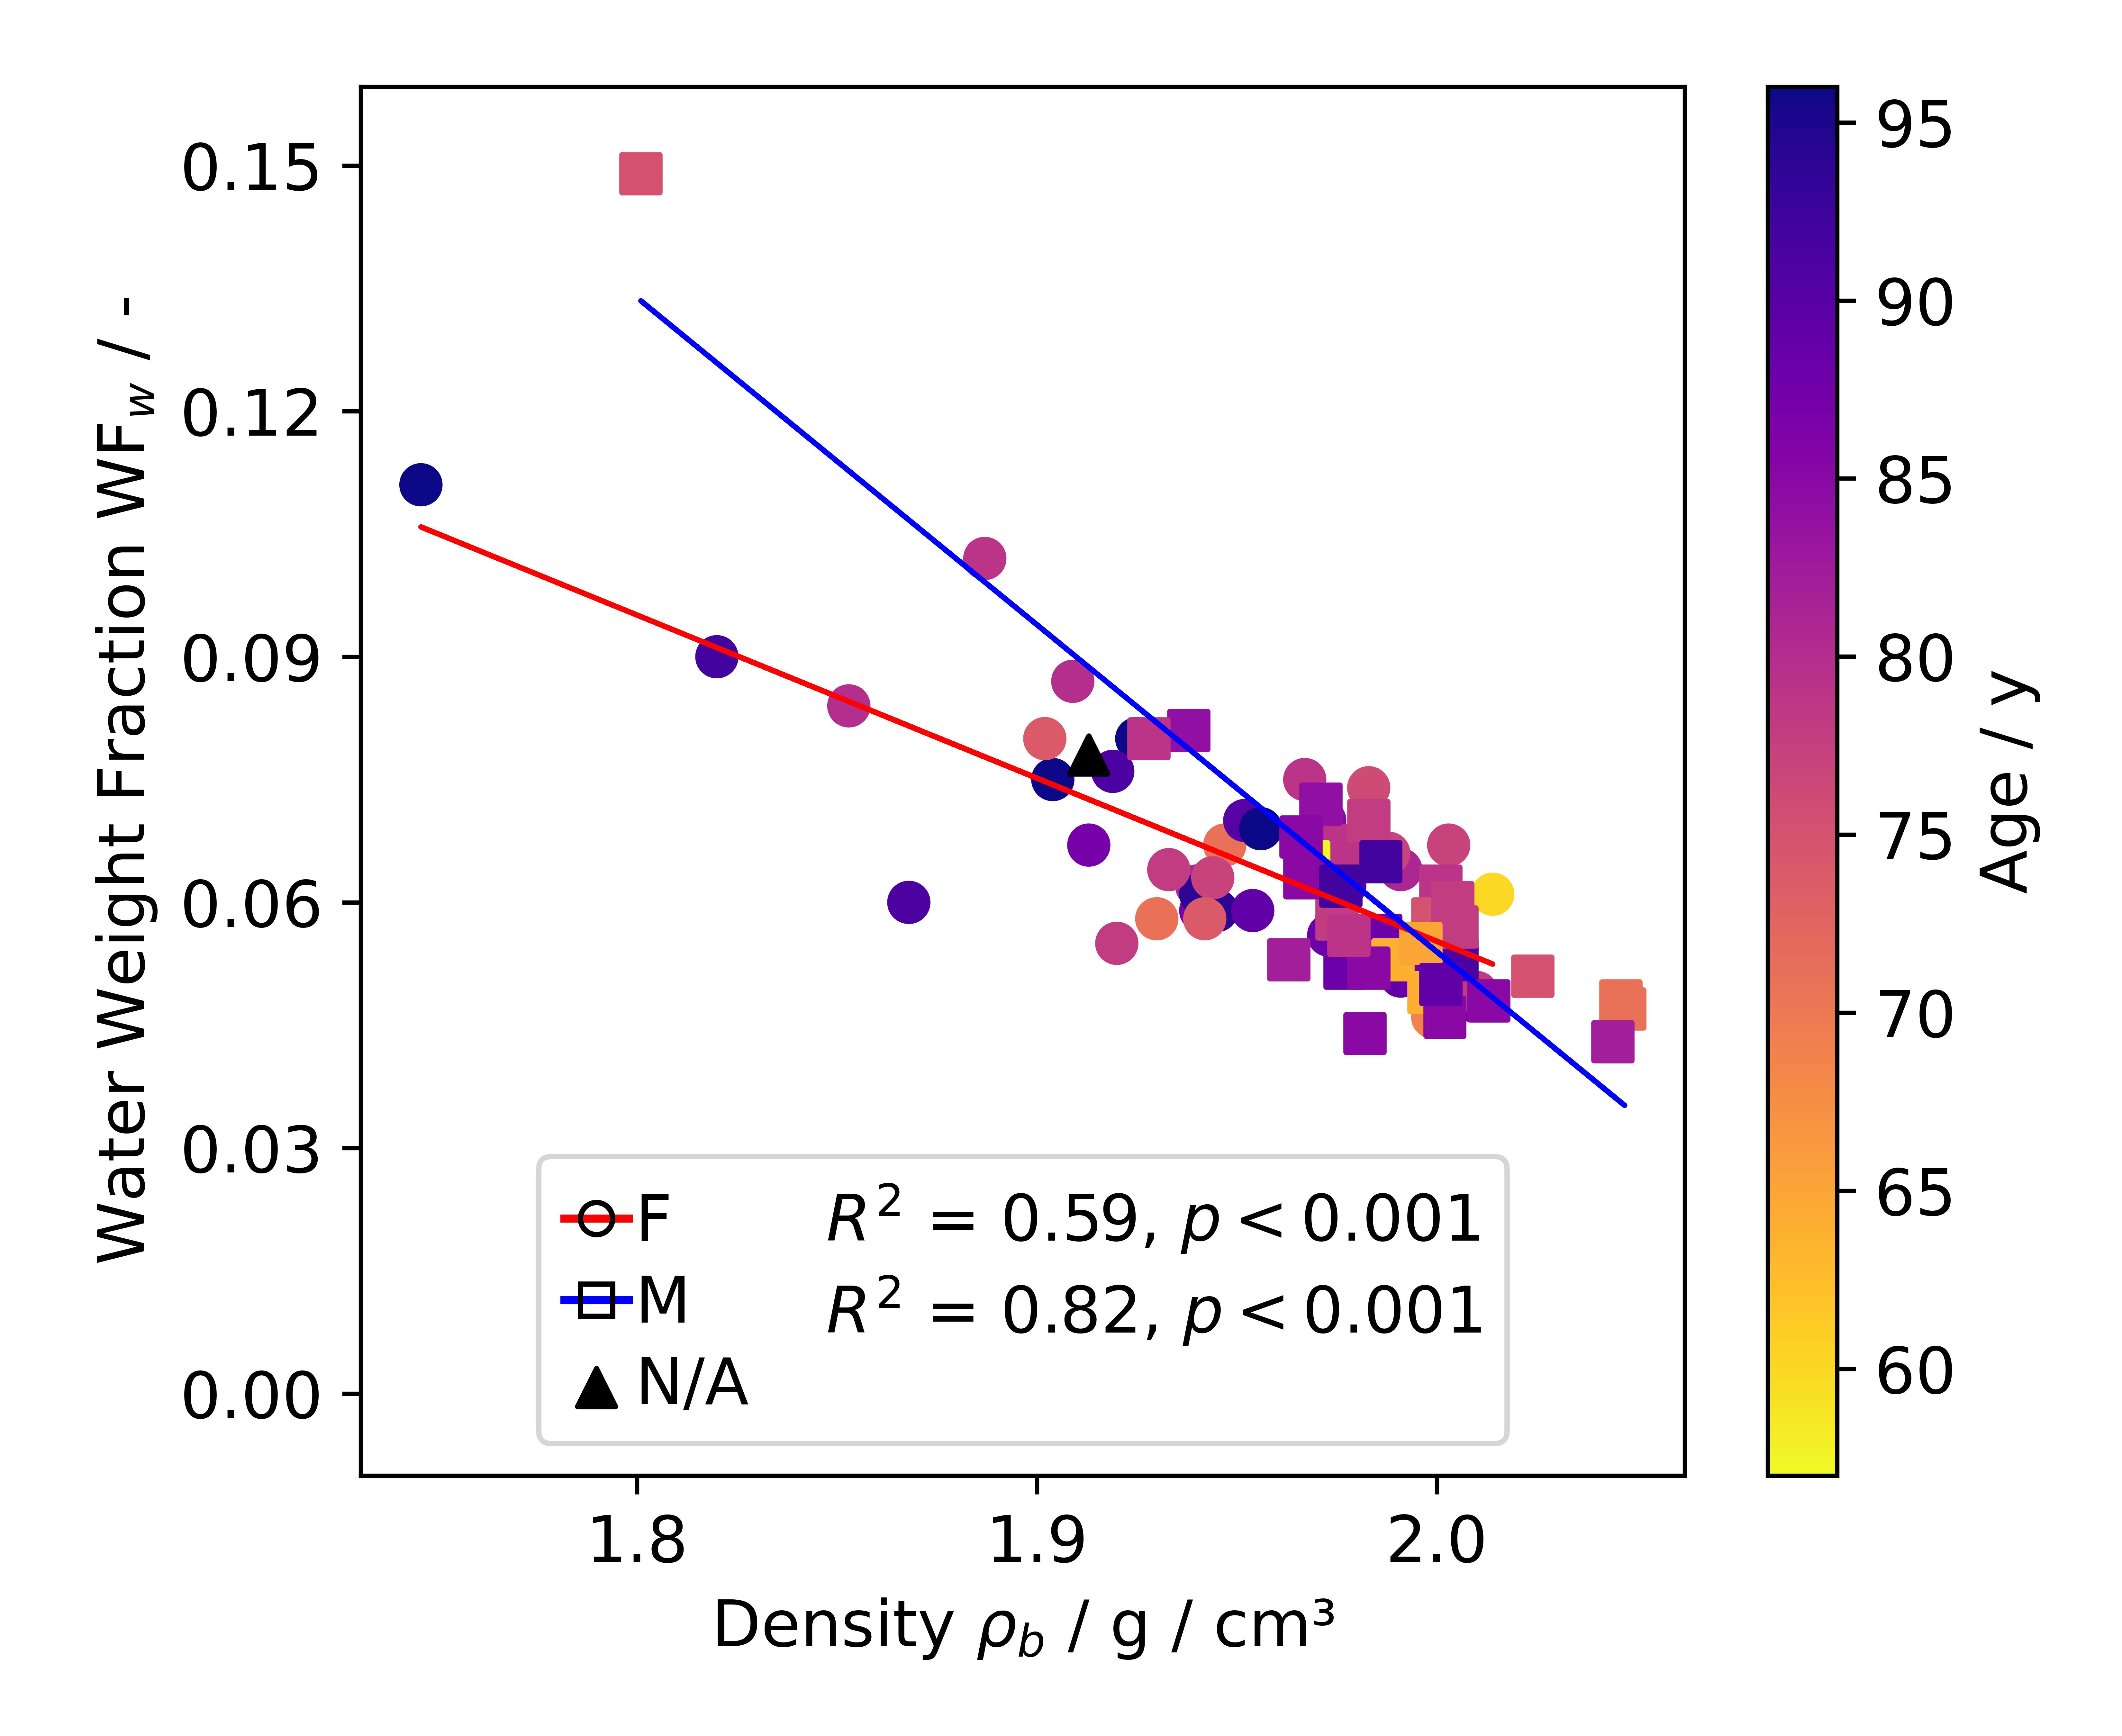 Water Weight Fraction WF_w / -
0.15
0.12
0.09
0.06
0.03
0.00
F R² = 0.59, p < 0.001
M R² = 0.82, p < 0.001
N/A
1.8 1.9 2.0
Density ρ_b / g / cm³
95
90
85
80
75
70
65
60
Age / y